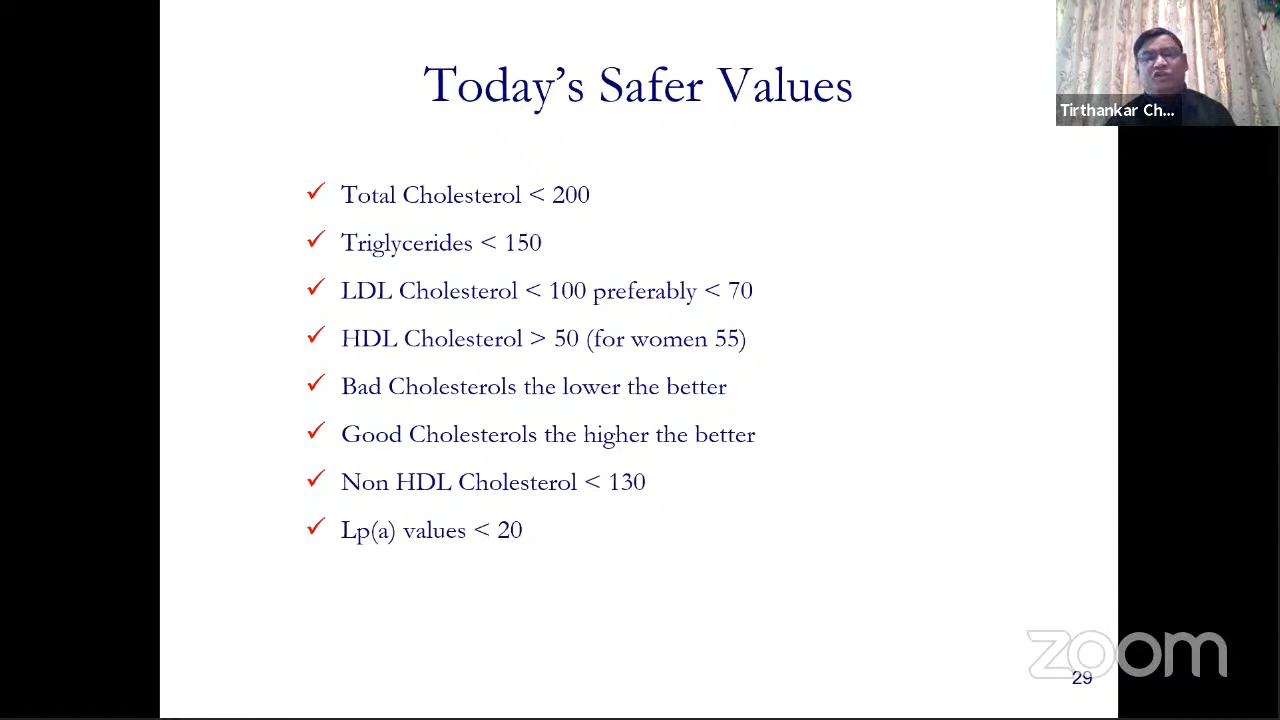 Today's Safer Values
Tirthankar Ch...
✓ Total Cholesterol < 200
✓ Triglycerides < 150
✓ LDL Cholesterol < 100 preferably < 70
✓ HDL Cholesterol > 50 (for women 55)
✓ Bad Cholesterols the lower the better
✓ Good Cholesterols the higher the better
✓ Non HDL Cholesterol < 130
✓ Lp(a) values < 20
zoom
29